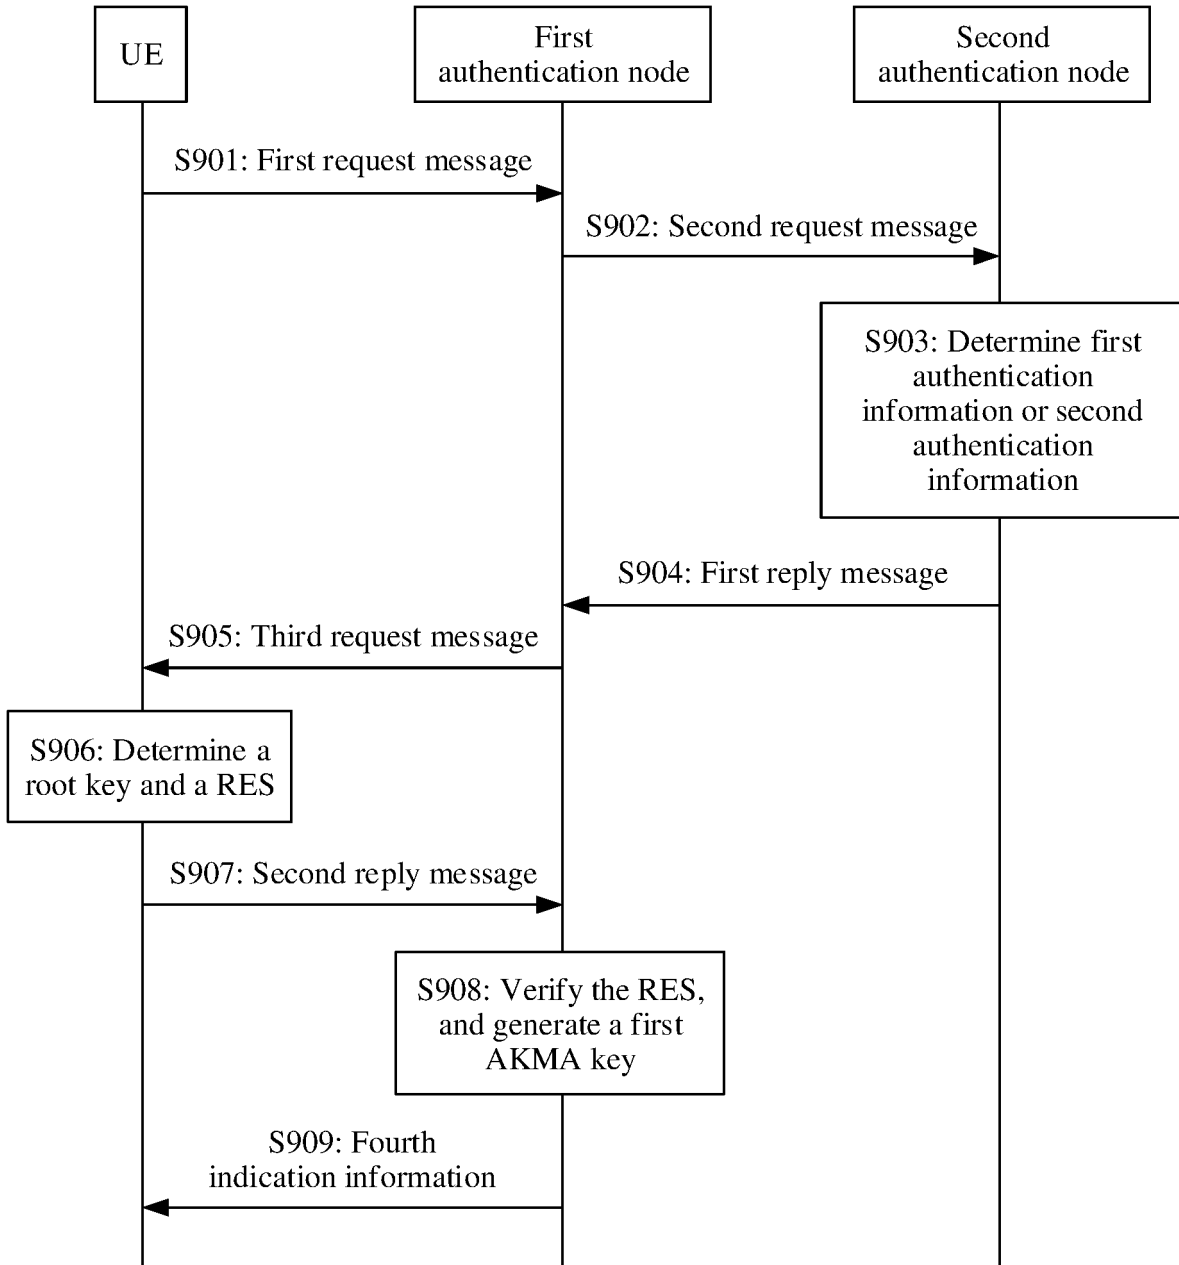 UE
First
authentication node
Second
authentication node
S901: First request message
S902: Second request message
S903: Determine first
authentication
information or second
authentication
information
S904: First reply message
S905: Third request message
S906: Determine a
root key and a RES
S907: Second reply message
S908: Verify the RES,
and generate a first
AKMA key
S909: Fourth
indication information